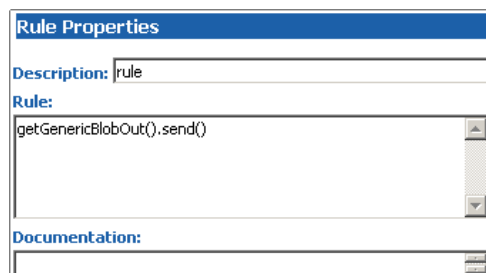 Rule Properties
Description: rule
Rule:
getGenericBlobOut().send()
Documentation: